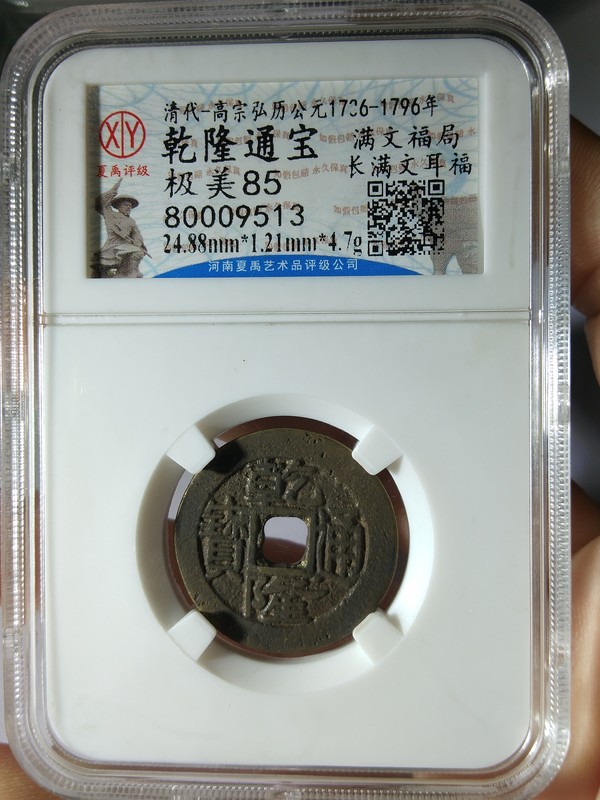 清代-高宗弘历公元1736-1796年
XY
夏禹评级
乾隆通宝
满文福局
长满文耳福
极美85
80009513
24.88mm*1.21mm*4.7g
河南夏禹艺术品评级公司
乾隆通寳